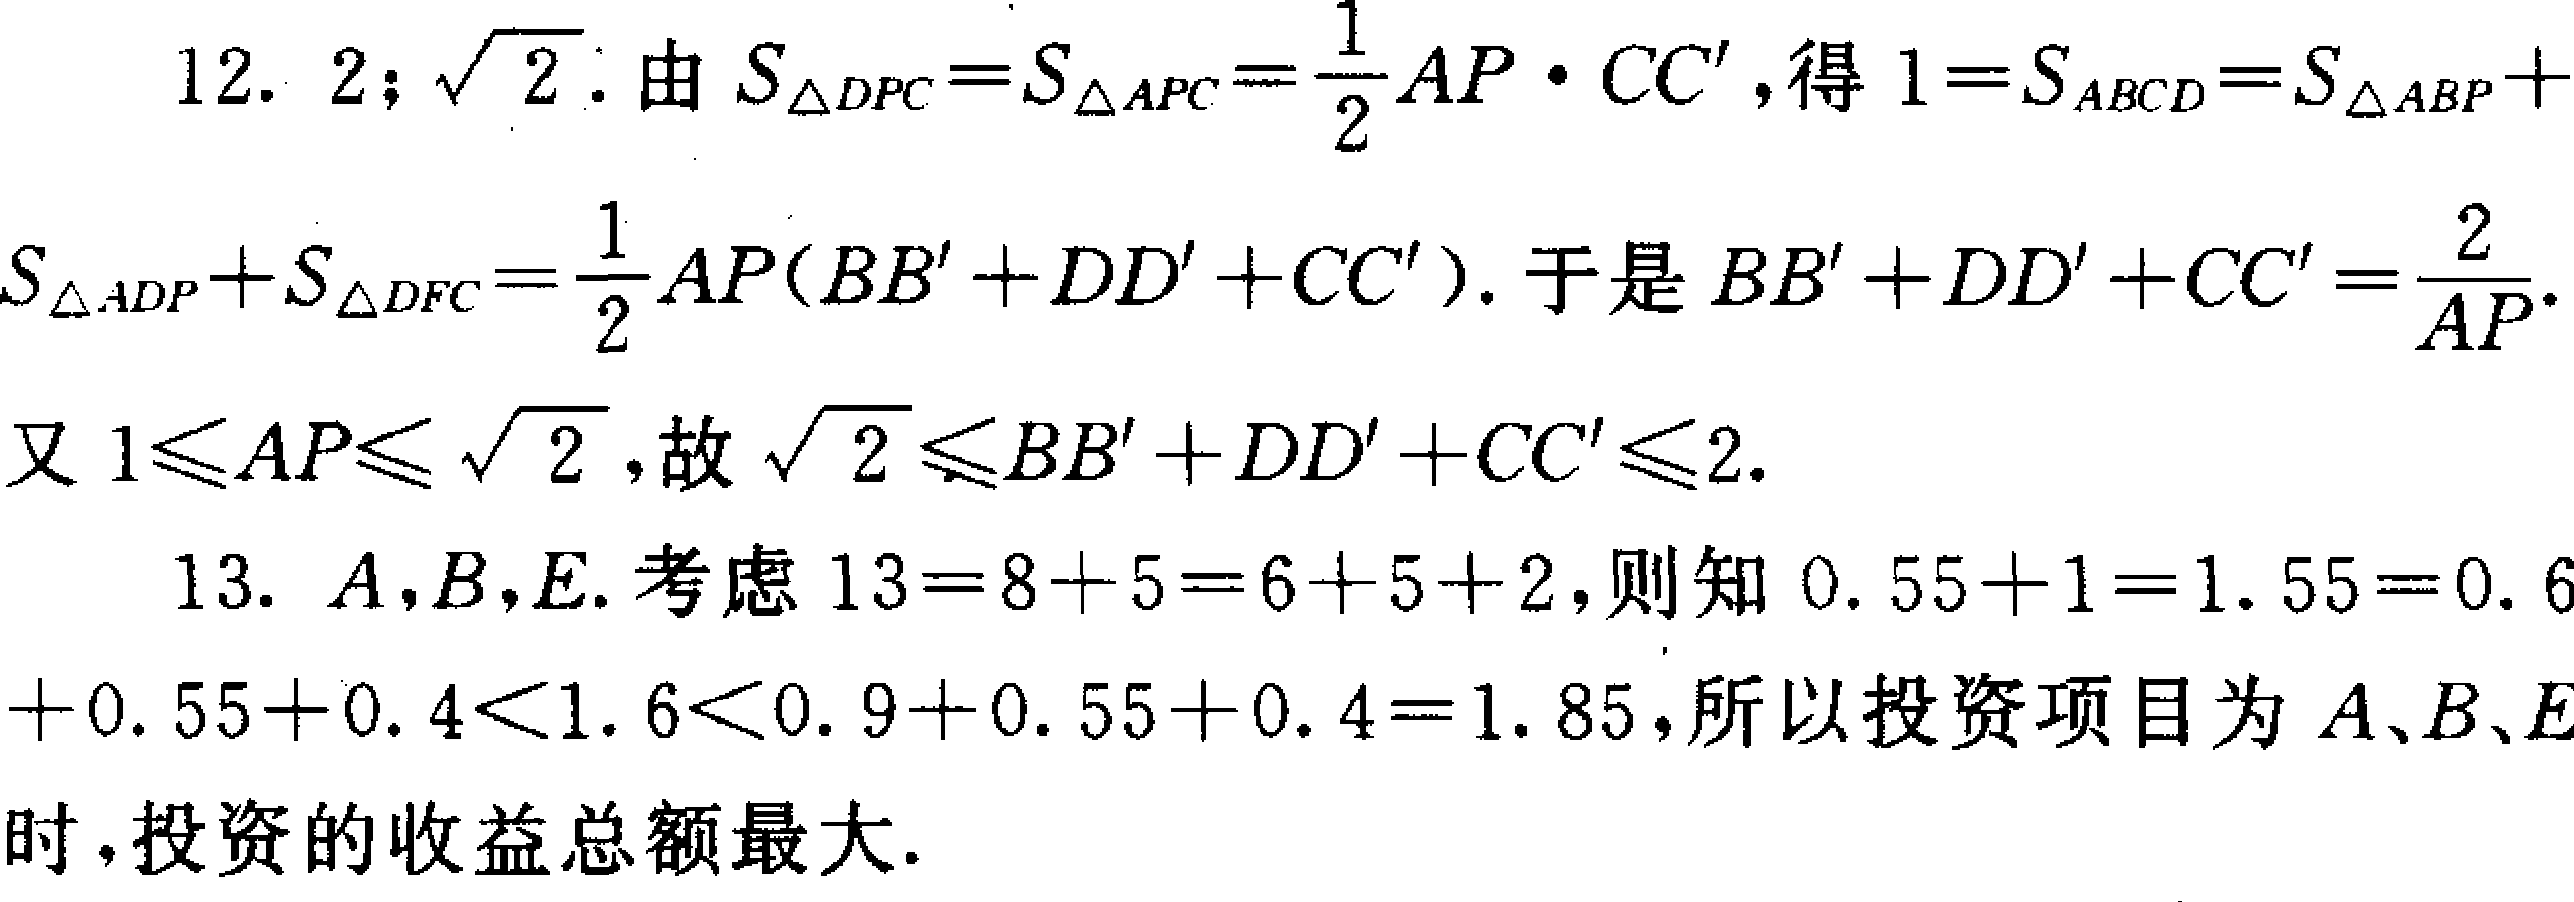 12. 2; √2. 由 S△DPC=S△APC=1/2 AP·CC′,得 1=S_ABCD=S△ABP+
S△ADP+S△DFC=1/2 AP(BB′+DD′+CC′). 于是 BB′+DD′+CC′=2/AP.
又 1≤AP≤√2,故 √2≤BB′+DD′+CC′≤2.
13. A,B,E. 考虑 13=8+5=6+5+2,则知 0.55+1=1.55=0.6
+0.55+0.4<1.6<0.9+0.55+0.4=1.85,所以投资项目为 A、B、E
时,投资的收益总额最大.